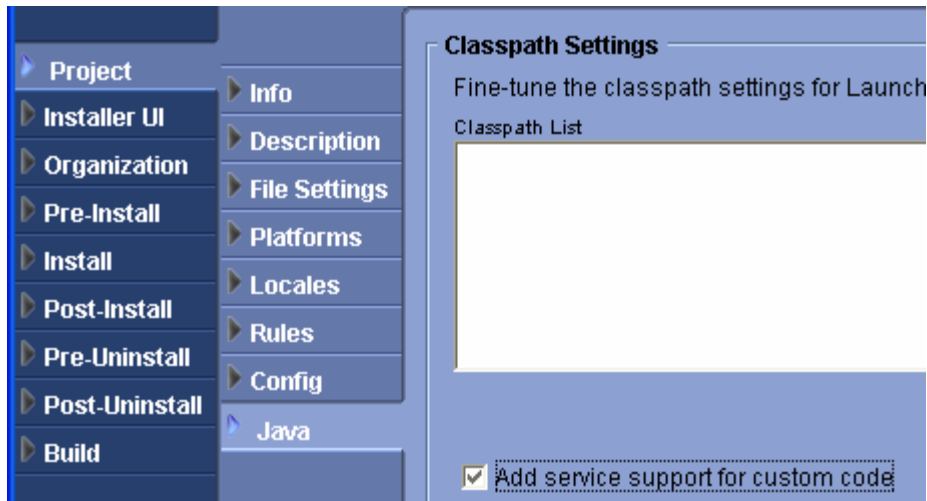 Project
Installer UI
Organization
Pre-Install
Install
Post-Install
Pre-Uninstall
Post-Uninstall
Build
Info
Description
File Settings
Platforms
Locales
Rules
Config
Java
Classpath Settings
Fine-tune the classpath settings for Launch
Classpath List
Add service support for custom code